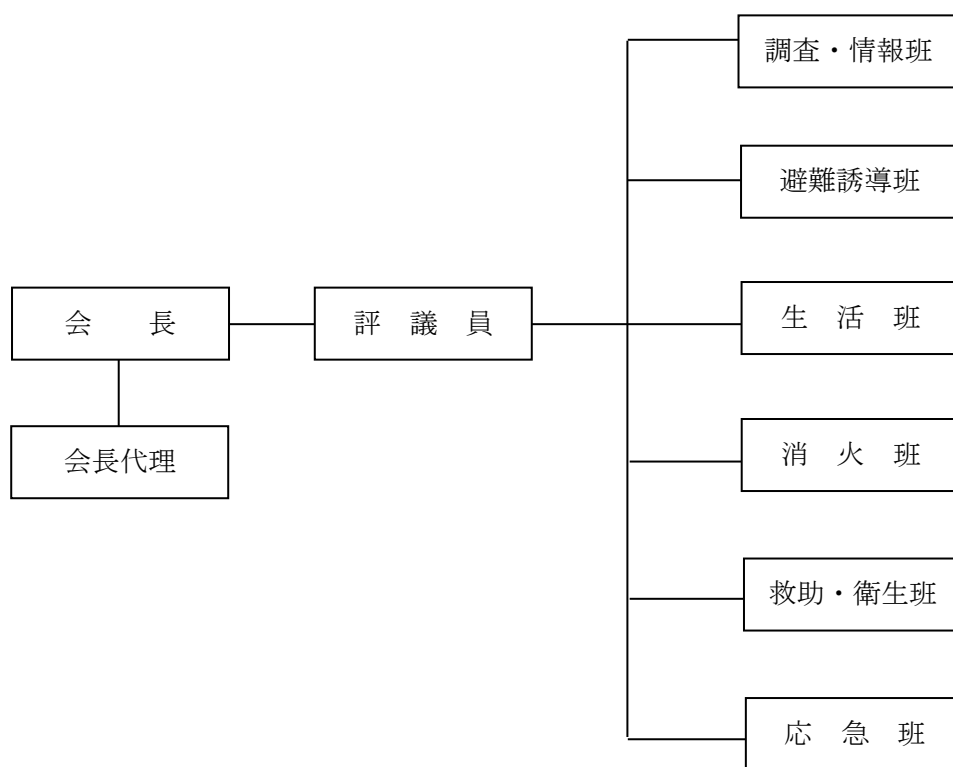 会　　長
会長代理
評　議　員
調査・情報班
避難誘導班
生　活　班
消　火　班
救助・衛生班
応　急　班